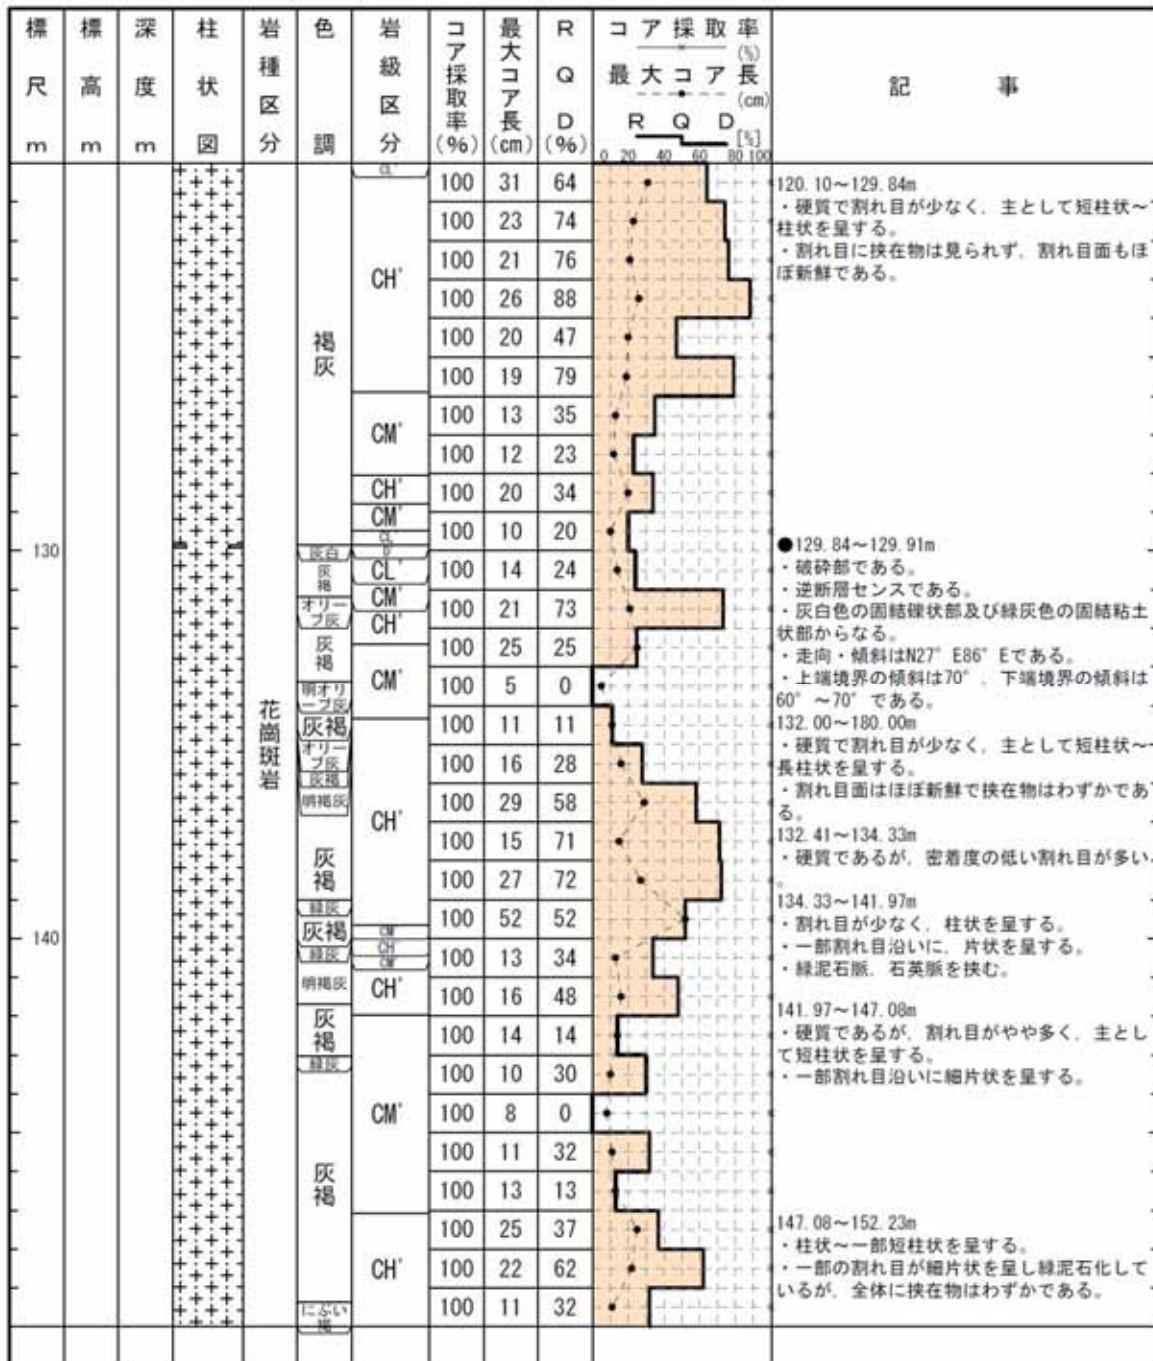 標尺m
標高m
深度m
柱状図
岩種区分
色調
岩級区分
コア採取率(%)
最大コア長(cm)
RQD(%)
コア採取率(%)
最大コア長(cm)
RQD[%]
0 20 40 60 80 100
記事
CL'
100 31 64
100 23 74
100 21 76
CH'
100 26 88
100 20 47
褐灰
100 19 79
100 13 35
CM'
100 12 23
CH'
100 20 34
CM'
CL'
100 10 20
130
灰白
D'
灰褐
CL'
100 14 24
CM'
オリーブ灰
100 21 73
CH'
灰褐
100 25 25
CM'
明オリーブ灰
100 5 0
灰褐
100 11 11
花崗斑岩
オリーブ灰
100 16 28
灰褐
明褐灰
100 29 58
CH'
100 15 71
灰褐
100 27 72
緑灰
100 52 52
灰褐
CM'
140
CH'
緑灰
CM'
100 13 34
明褐灰
CH'
100 16 48
灰褐
100 14 14
緑灰
100 10 30
CM'
100 8 0
100 11 32
灰褐
100 13 13
100 25 37
CH'
100 22 62
にぶい褐
100 11 32
120.10～129.84m
・硬質で割れ目が少なく，主として短柱状～
柱状を呈する。
・割れ目に挟在物は見られず，割れ目面もほ
ぼ新鮮である。
●129.84～129.91m
・破砕部である。
・逆断層センスである。
・灰白色の固結礫状部及び緑灰色の固結粘土
状部からなる。
・走向・傾斜はN27°E86°Eである。
・上端境界の傾斜は70°，下端境界の傾斜は
60°～70°である。
132.00～180.00m
・硬質で割れ目が少なく，主として短柱状～
長柱状を呈する。
・割れ目面はほぼ新鮮で挟在物はわずかであ
る。
132.41～134.33m
・硬質であるが，密着度の低い割れ目が多い
。
134.33～141.97m
・割れ目が少なく，柱状を呈する。
・一部割れ目沿いに，片状を呈する。
・緑泥石脈，石英脈を挟む。
141.97～147.08m
・硬質であるが，割れ目がやや多く，主とし
て短柱状を呈する。
・一部割れ目沿いに細片状を呈する。
147.08～152.23m
・柱状～一部短柱状を呈する。
・一部の割れ目が細片状を呈し緑泥石化して
いるが，全体に挟在物はわずかである。